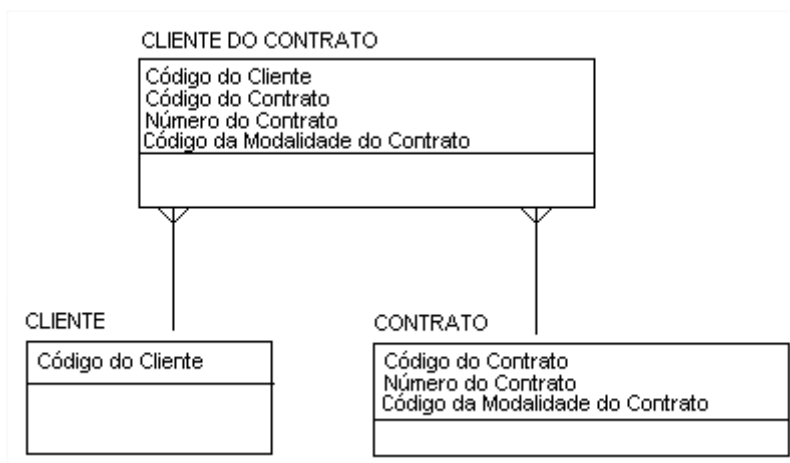 CLIENTE DO CONTRATO
Código do Cliente
Código do Contrato
Número do Contrato
Código da Modalidade do Contrato
CLIENTE
Código do Cliente
CONTRATO
Código do Contrato
Número do Contrato
Código da Modalidade do Contrato